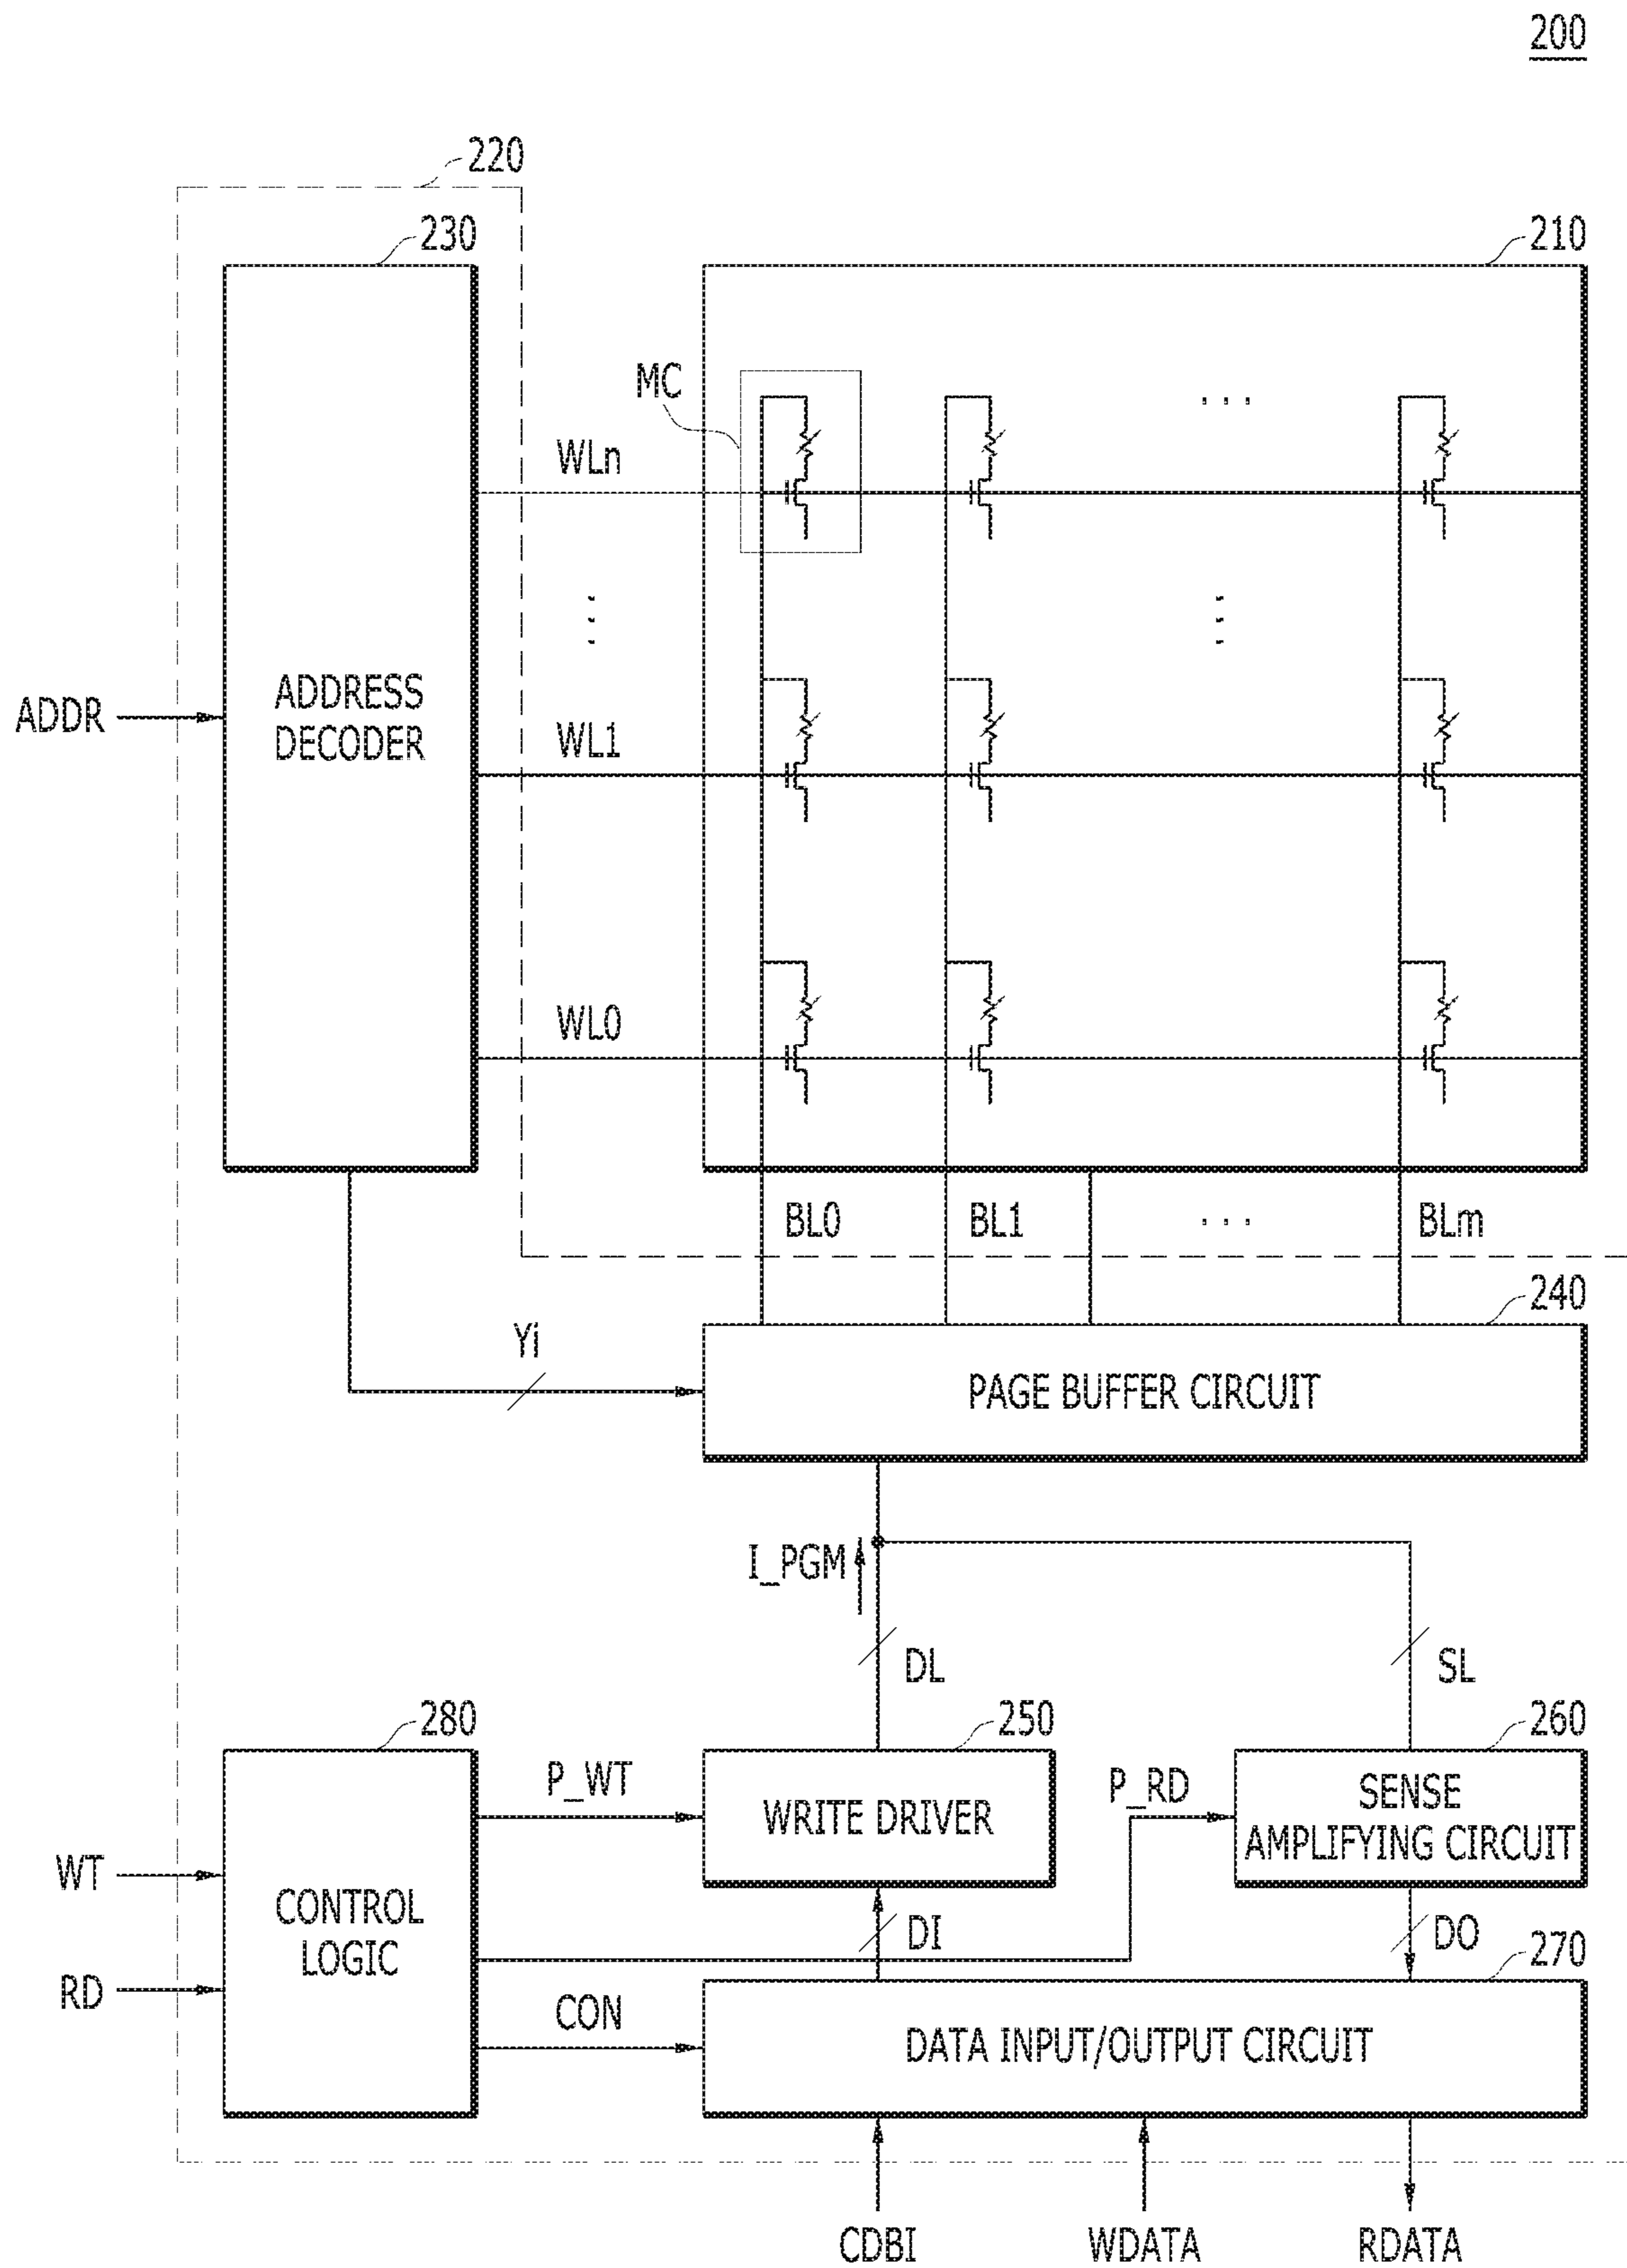 200
220
230
210
MC
WLn
. . .
ADDRESS
DECODER
ADDR
WL1
WL0
BL0
BL1
. . .
BLm
240
Yi
PAGE BUFFER CIRCUIT
I_PGM
DL
SL
280
250
260
P_WT
P_RD
WRITE DRIVER
SENSE
AMPLIFYING CIRCUIT
WT
CONTROL
LOGIC
DI
DO
270
RD
CON
DATA INPUT/OUTPUT CIRCUIT
CDBI
WDATA
RDATA